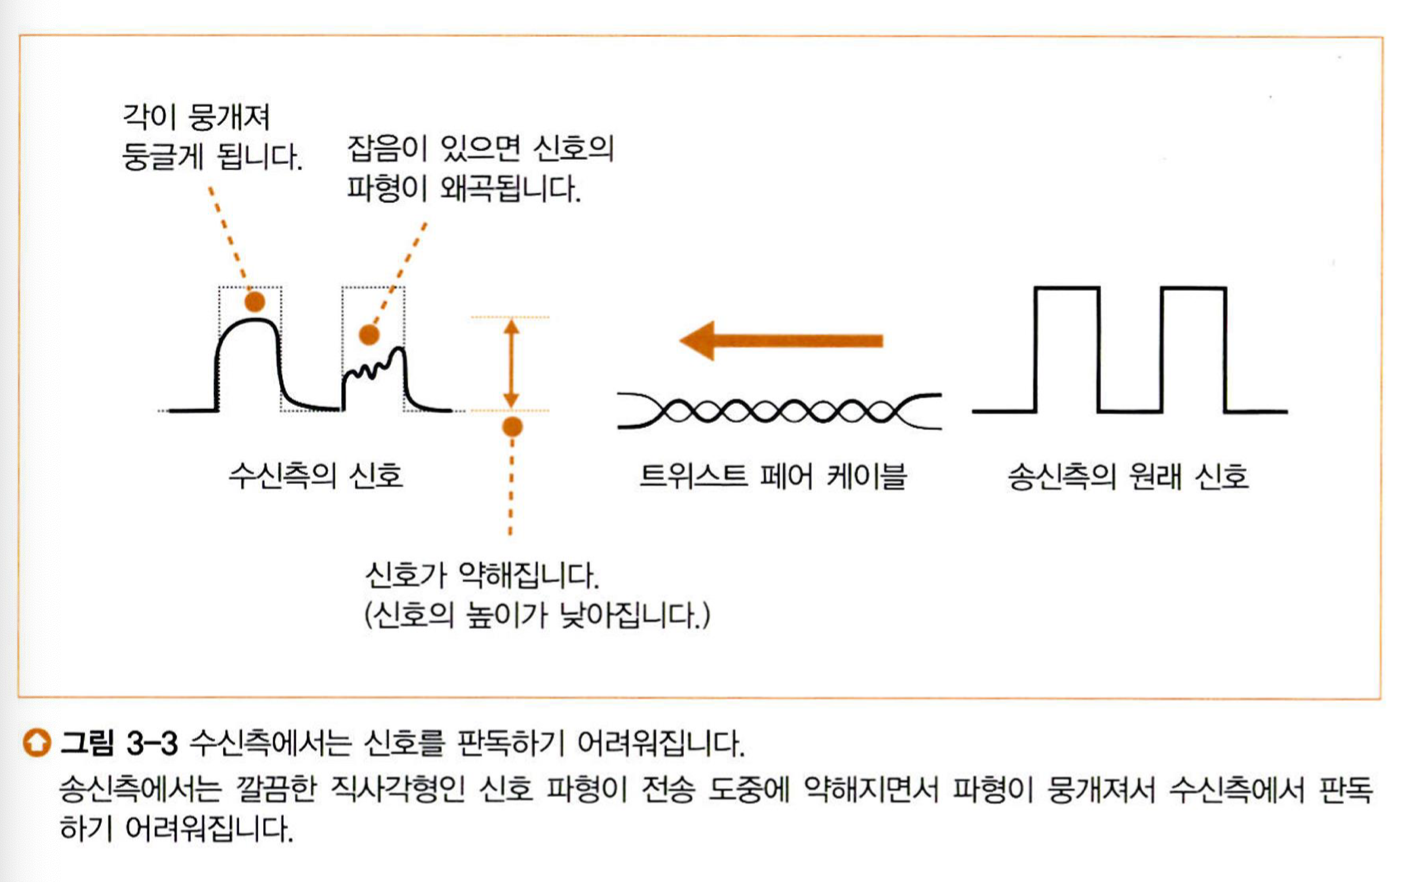 각이 뭉개져
둥글게 됩니다.
잡음이 있으면 신호의
파형이 왜곡됩니다.
수신측의 신호
트위스트 페어 케이블
송신측의 원래 신호
신호가 약해집니다.
(신호의 높이가 낮아집니다.)
그림 3-3 수신측에서는 신호를 판독하기 어려워집니다.
송신측에서는 깔끔한 직사각형인 신호 파형이 전송 도중에 약해지면서 파형이 뭉개져서 수신측에서 판독
하기 어려워집니다.